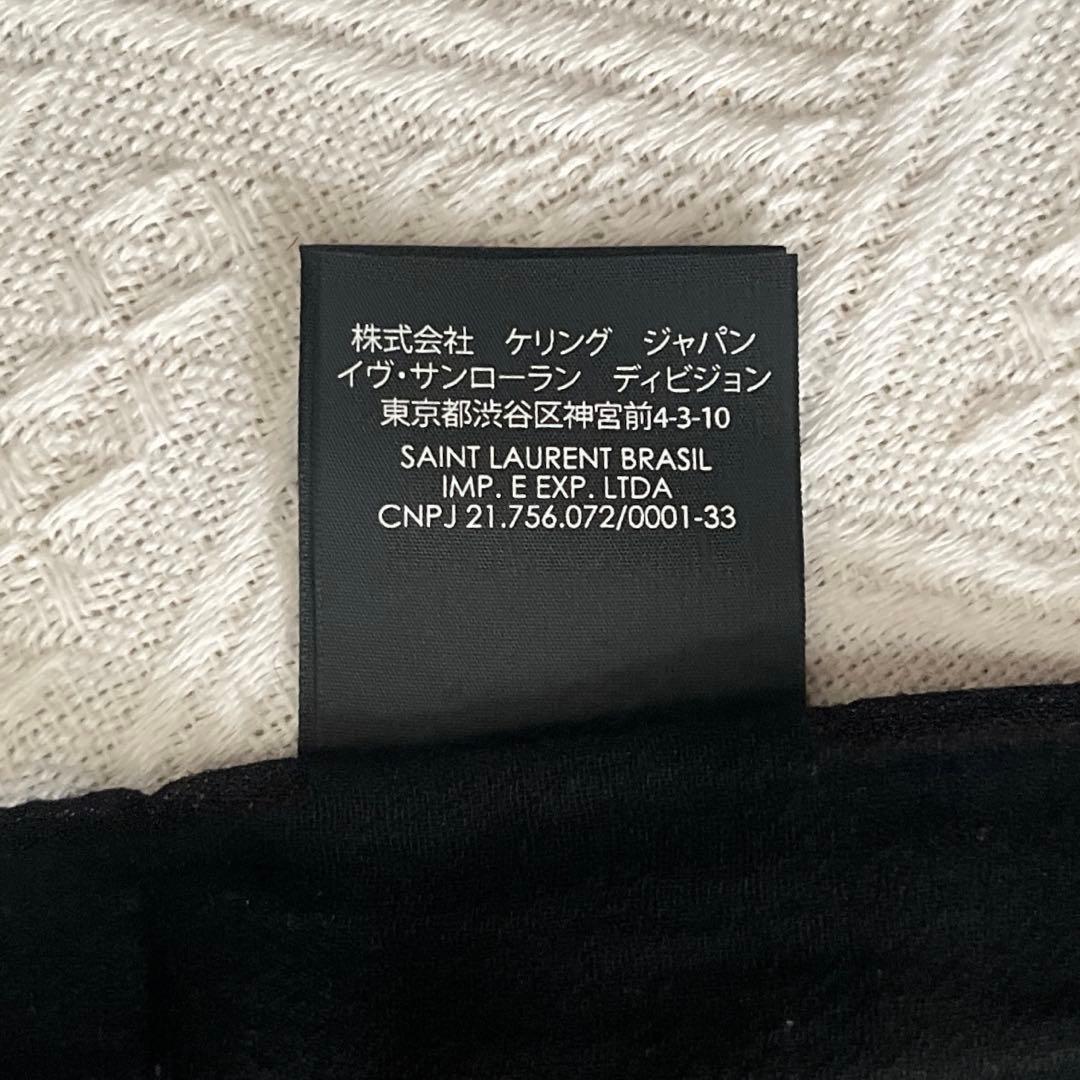 株式会社　ケリング　ジャパン
イヴ・サンローラン　ディビジョン
東京都渋谷区神宮前4-3-10
SAINT LAURENT BRASIL
IMP. E EXP. LTDA
CNPJ 21.756.072/0001-33